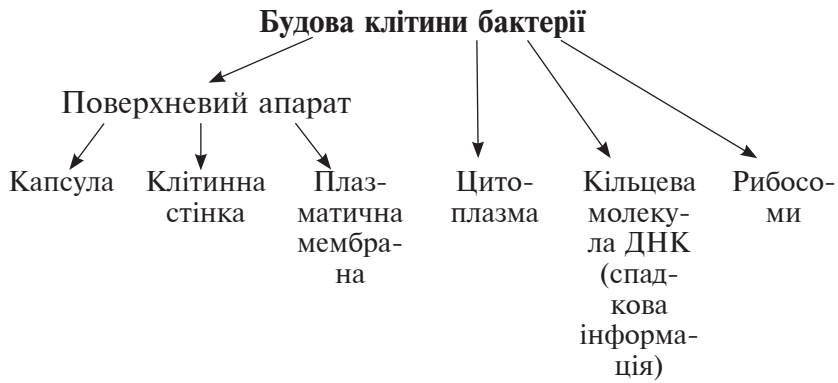 Будова клітини бактерії
Поверхневий апарат
Капсула
Клітинна
стінка
Плаз-
матична
мембра-
на
Цито-
плазма
Кільцева
молеку-
ла ДНК
(спад-
кова
інформа-
ція)
Рибосо-
ми